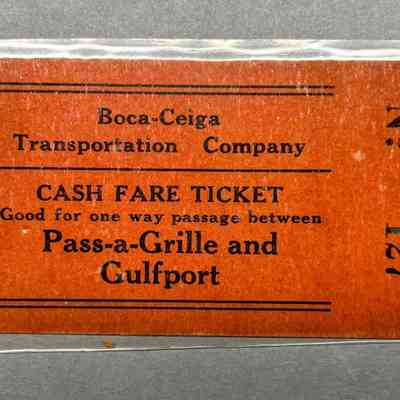 Boca-Ceiga
Transportation Company
CASH FARE TICKET
Good for one way passage between
Pass-a-Grille and
Gulfport